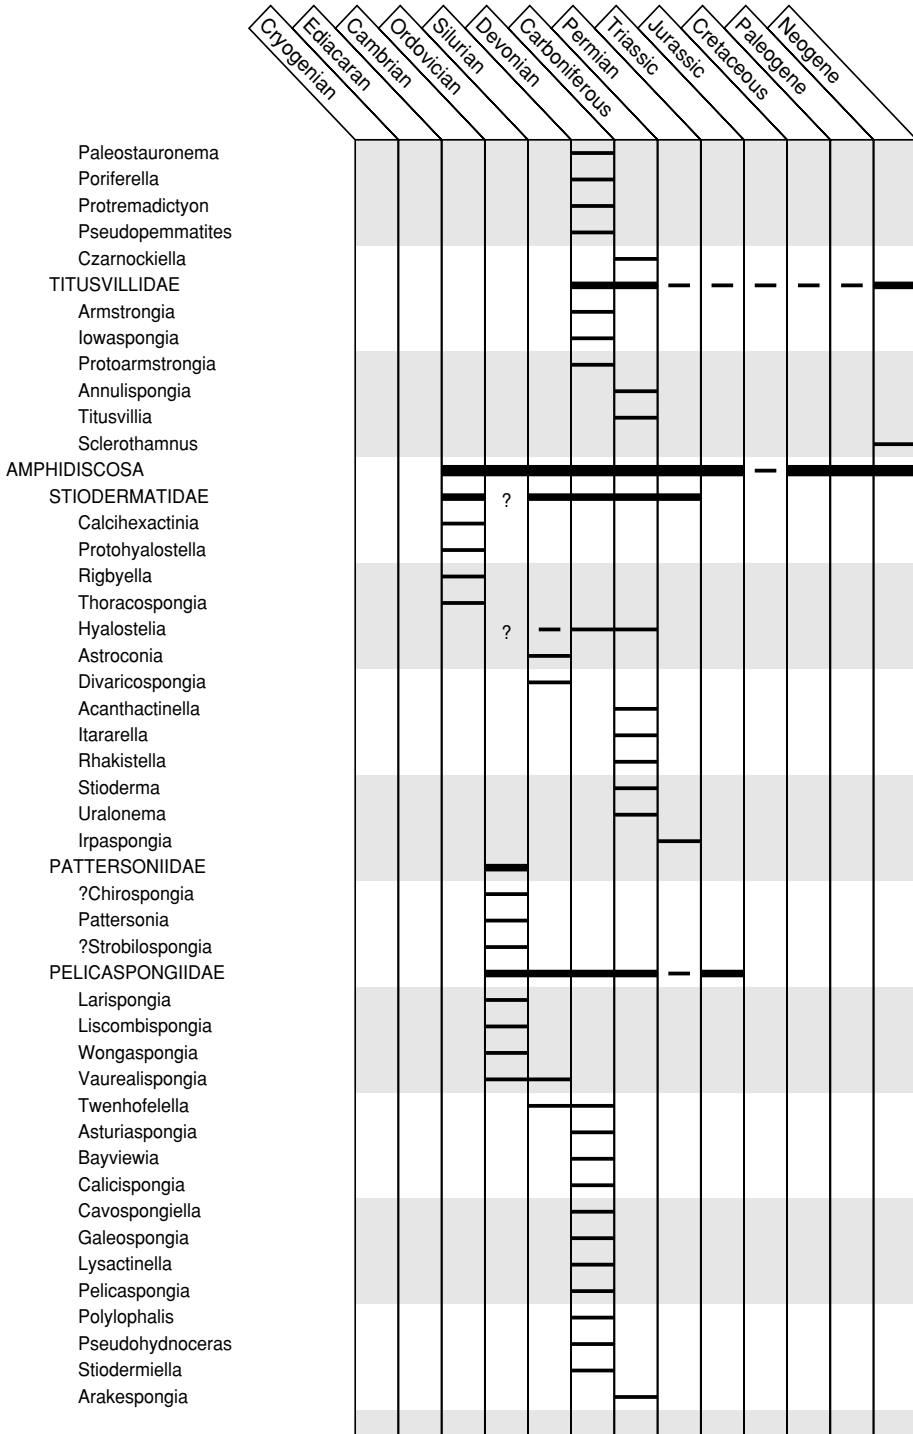 Cryogenian
Ediacaran
Cambrian
Ordovician
Silurian
Devonian
Carboniferous
Permian
Triassic
Jurassic
Cretaceous
Paleogene
Neogene
Paleostauronema
Poriferella
Protremadictyon
Pseudopemmatites
Czarnockiella
TITUSVILLIDAE
Armstrongia
Iowaspongia
Protoarmstrongia
Annulispongia
Titusvillia
Sclerothamnus
AMPHIDISCOSA
STIODERMATIDAE ?
Calcihexactinia
Protohyalostella
Rigbyella
Thoracospongia
Hyalostelia ?
Astroconia
Divaricospongia
Acanthactinella
Itararella
Rhakistella
Stioderma
Uralonema
Irpaspongia
PATTERSONIIDAE
?Chirospongia
Pattersonia
?Strobilospongia
PELICASPONGIIDAE
Larispongia
Liscombispongia
Wongaspongia
Vaurealispongia
Twenhofelella
Asturiaspongia
Bayviewia
Calicispongia
Cavospongiella
Galeospongia
Lysactinella
Pelicaspongia
Polylophalis
Pseudohydnoceras
Stiodermiella
Arakespongia